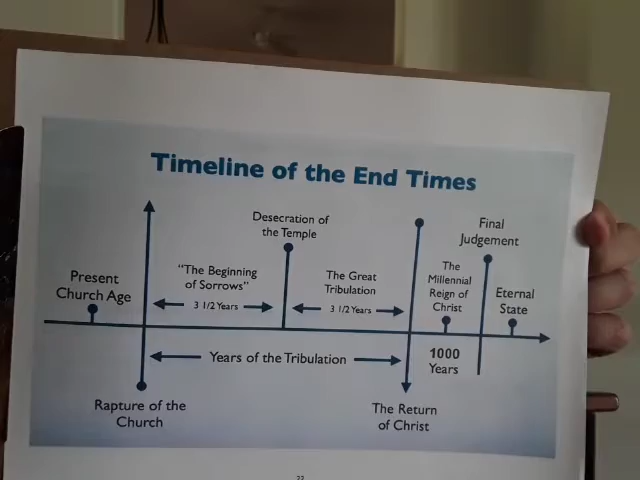 Timeline of the End Times
Desecration of
the Temple
Final
Judgement
Present
Church Age
"The Beginning
of Sorrows"
3 1/2 Years
The Great
Tribulation
3 1/2 Years
The
Millennial
Reign of
Christ
Eternal
State
Years of the Tribulation
1000
Years
Rapture of the
Church
The Return
of Christ
22